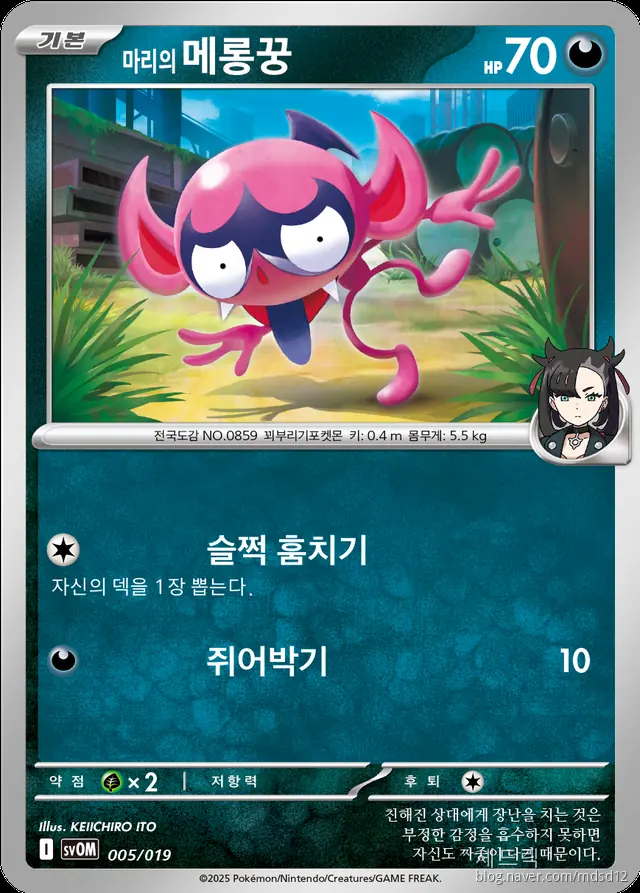 기본
마리의 메롱꿍
HP 70
전국도감 NO.0859 꾀부리기포켓몬 키: 0.4 m 몸무게: 5.5 kg
슬쩍 훔치기
자신의 덱을 1장 뽑는다.
쥐어박기 10
약점 ×2 저항력 후퇴
Illus. KEIICHIRO ITO
I svOM 005/019
친해진 상대에게 장난을 치는 것은
부정한 감정을 흡수하지 못하면
자신도 짜증이 나기 때문이다.
©2025 Pokémon/Nintendo/Creatures/GAME FREAK.
blog.naver.com/mdsd12